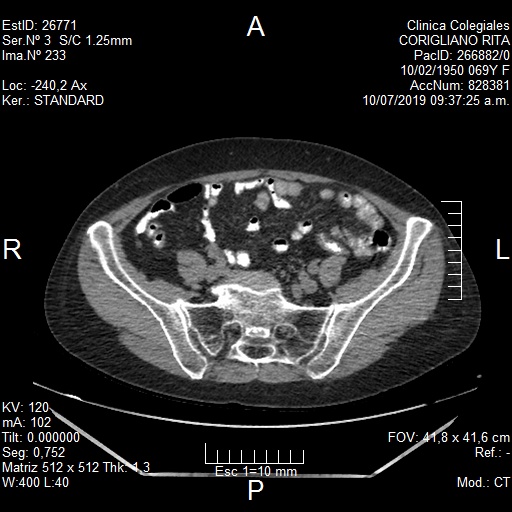 EstID: 26771
Ser.Nº 3 S/C 1.25mm
Ima.Nº 233
Loc: -240,2 Ax
Ker.: STANDARD
A
Clinica Colegiales
CORIGLIANO RITA
PacID: 266882/0
10/02/1950 069Y F
AccNum: 828381
10/07/2019 09:37:25 a.m.
R
L
KV: 120
mA: 102
Tilt: 0.000000
Seg: 0,752
Matriz 512 x 512 Thk: 1.3
W:400 L:40
Esc 1=10 mm
P
FOV: 41,8 x 41,6 cm
Ref.: -
Mod.: CT